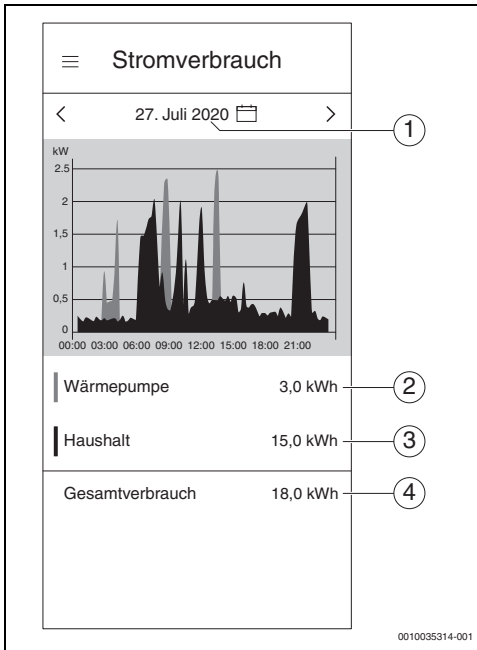 Stromverbrauch
27. Juli 2020
1
kW
2.5
2
1,5
1
0,5
0
00:00 03:00 06:00 09:00 12:00 15:00 18:00 21:00
Wärmepumpe 3,0 kWh 2
Haushalt 15,0 kWh 3
Gesamtverbrauch 18,0 kWh 4
0010035314-001